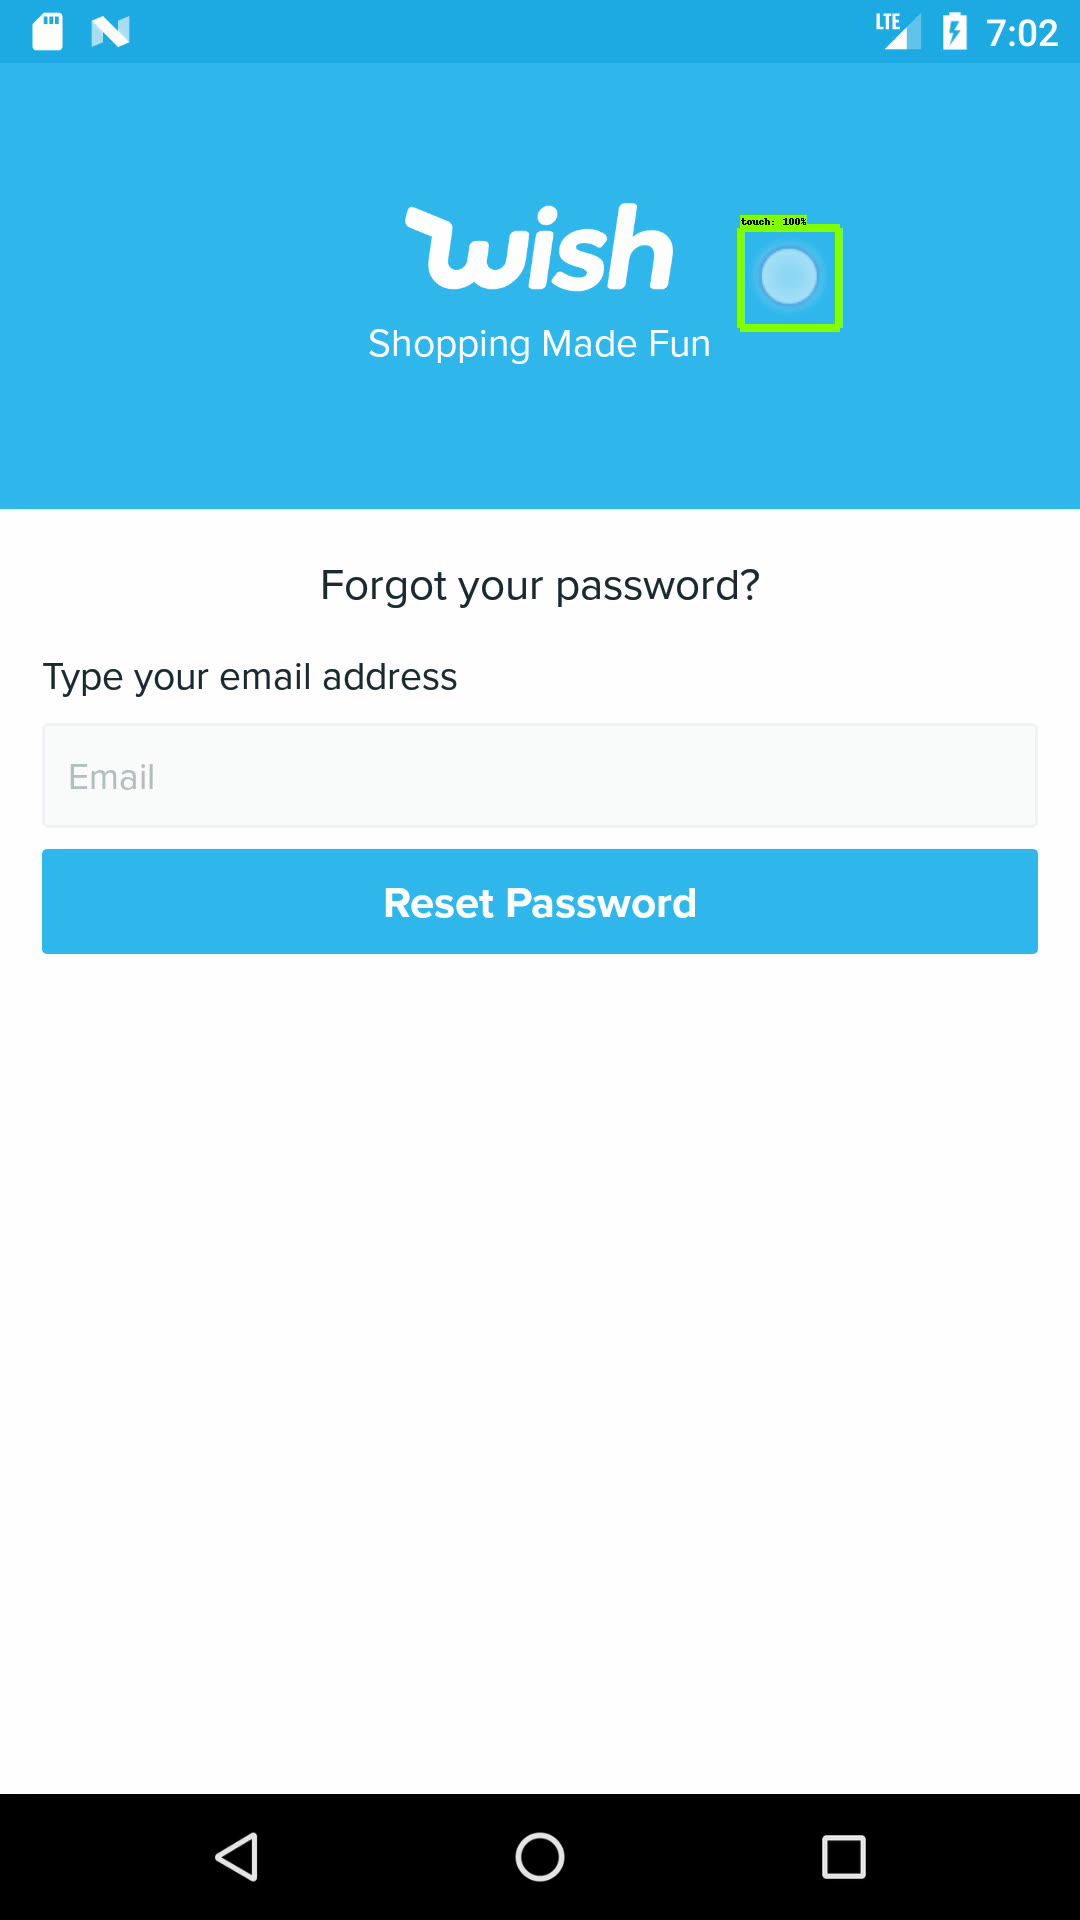 LTE 7:02
touch: 100%
wish
Shopping Made Fun
Forgot your password?
Type your email address
Email
Reset Password